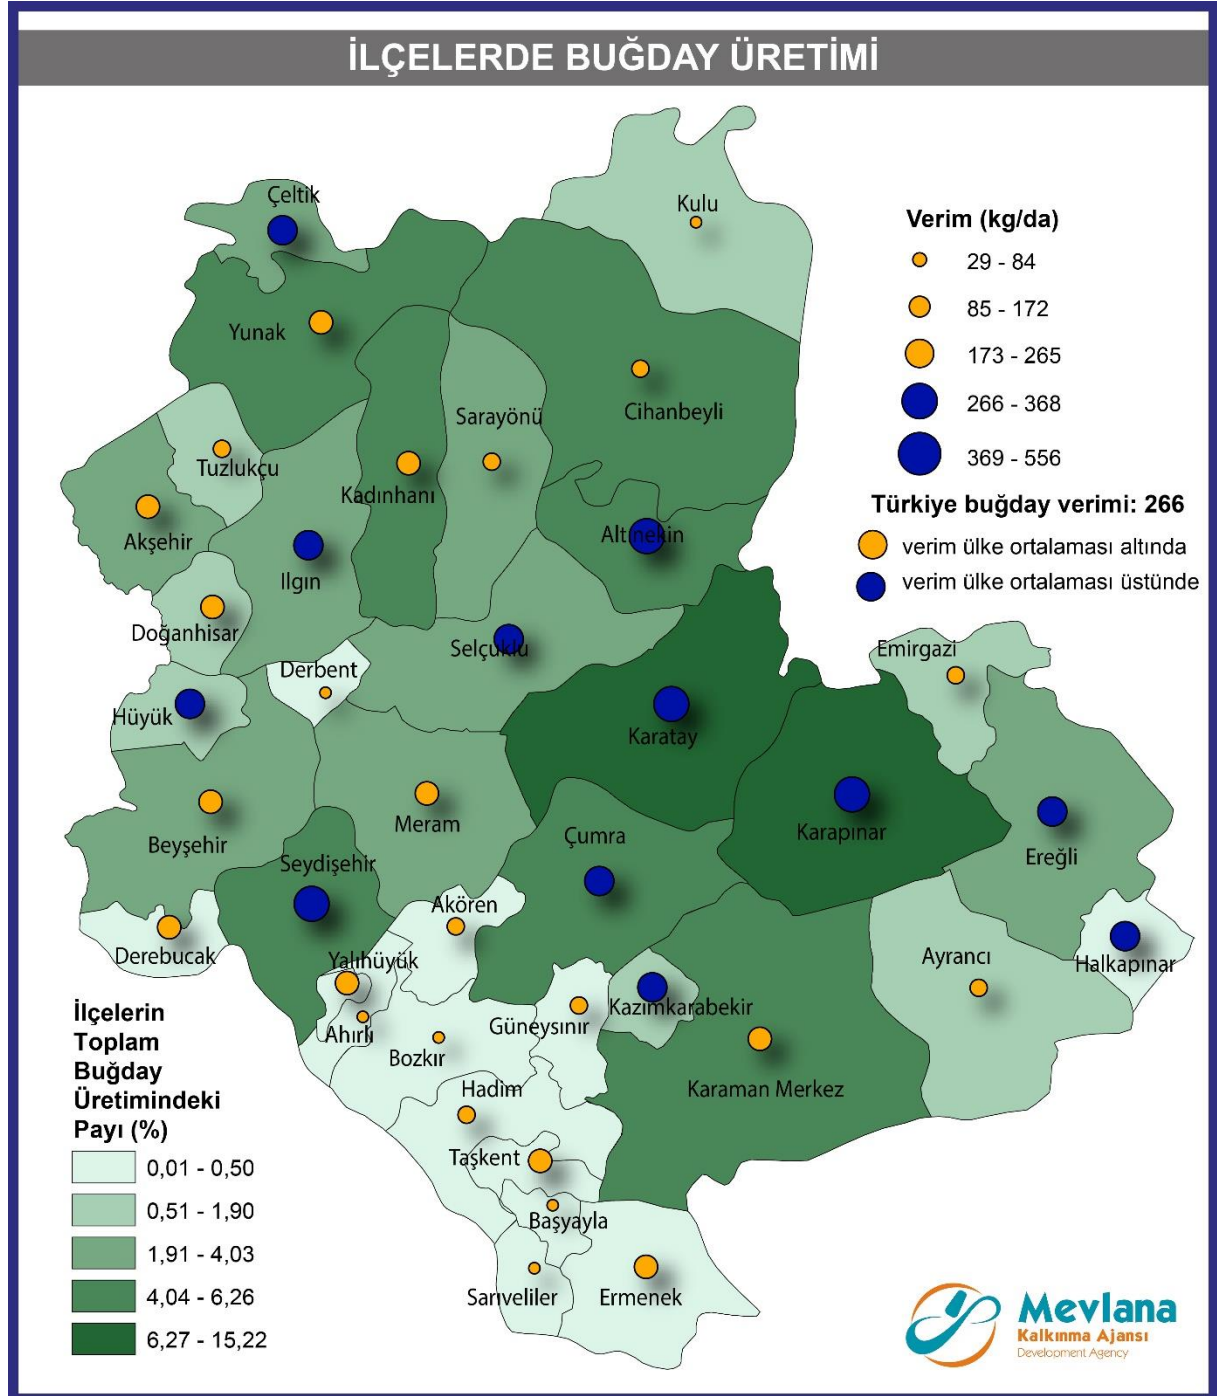 İLÇELERDE BUĞDAY ÜRETİMİ
Çeltik
Kulu
Verim (kg/da)
29 - 84
85 - 172
173 - 265
266 - 368
369 - 556
Türkiye buğday verimi: 266
verim ülke ortalaması altında
verim ülke ortalaması üstünde
Yunak
Cihanbeyli
Sarayönü
Tuzlukçu
Kadınhanı
Akşehir
Altınekin
Ilgın
Doğanhisar
Selçuklu
Emirgazi
Derbent
Hüyük
Karatay
Meram
Karapınar
Çumra
Beyşehir
Ereğli
Seydişehir
Akören
Derebucak
Yalıhüyük
Ayrancı
Halkapınar
Kazımkarabekir
Güneysınır
Ahırlı
Bozkır
Hadim
Karaman Merkez
Taşkent
Başyayla
Sarıveliler
Ermenek
İlçelerin
Toplam
Buğday
Üretimindeki
Payı (%)
0,01 - 0,50
0,51 - 1,90
1,91 - 4,03
4,04 - 6,26
6,27 - 15,22
Mevlana
Kalkınma Ajansı
Development Agency